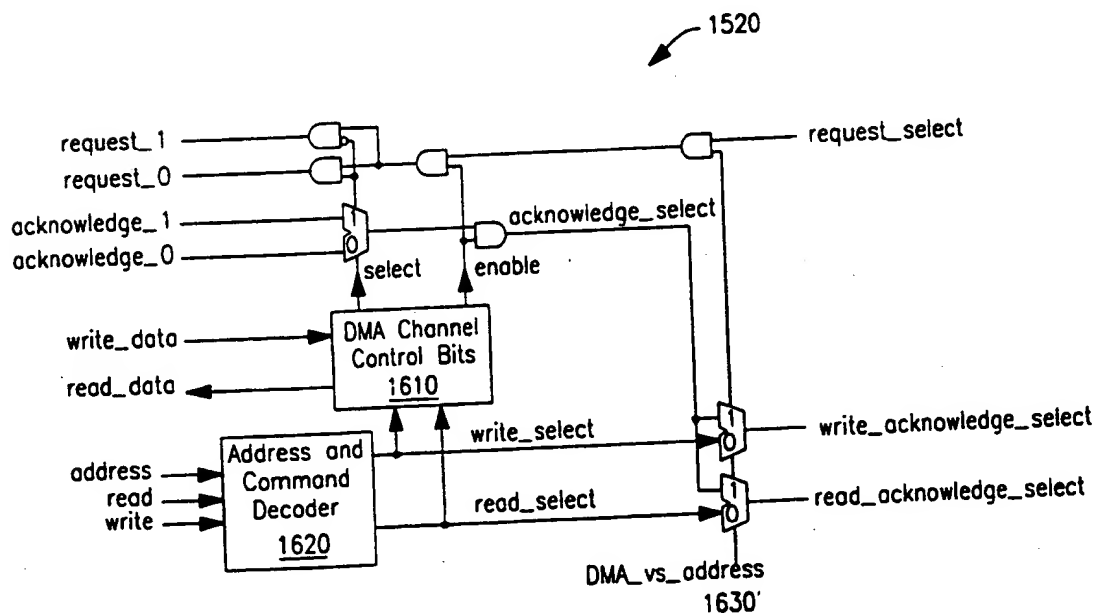 1520
request_1
request_select
request_0
acknowledge_1
acknowledge_select
1
acknowledge_0
0
select
enable
write_data
DMA Channel
Control Bits
read_data
1610
write_select
1
write_acknowledge_select
0
Address and
Command
Decoder
1620
address
read
write
read_select
1
read_acknowledge_select
0
DMA_vs_address
1630'